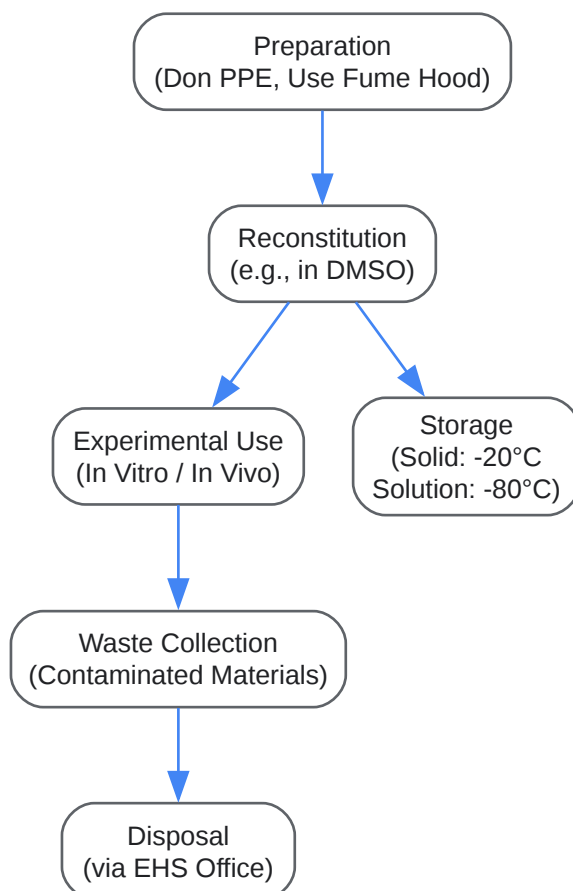 Preparation
(Don PPE, Use Fume Hood)
Reconstitution
(e.g., in DMSO)
Experimental Use
(In Vitro / In Vivo)
Storage
(Solid: -20°C
Solution: -80°C)
Waste Collection
(Contaminated Materials)
Disposal
(via EHS Office)